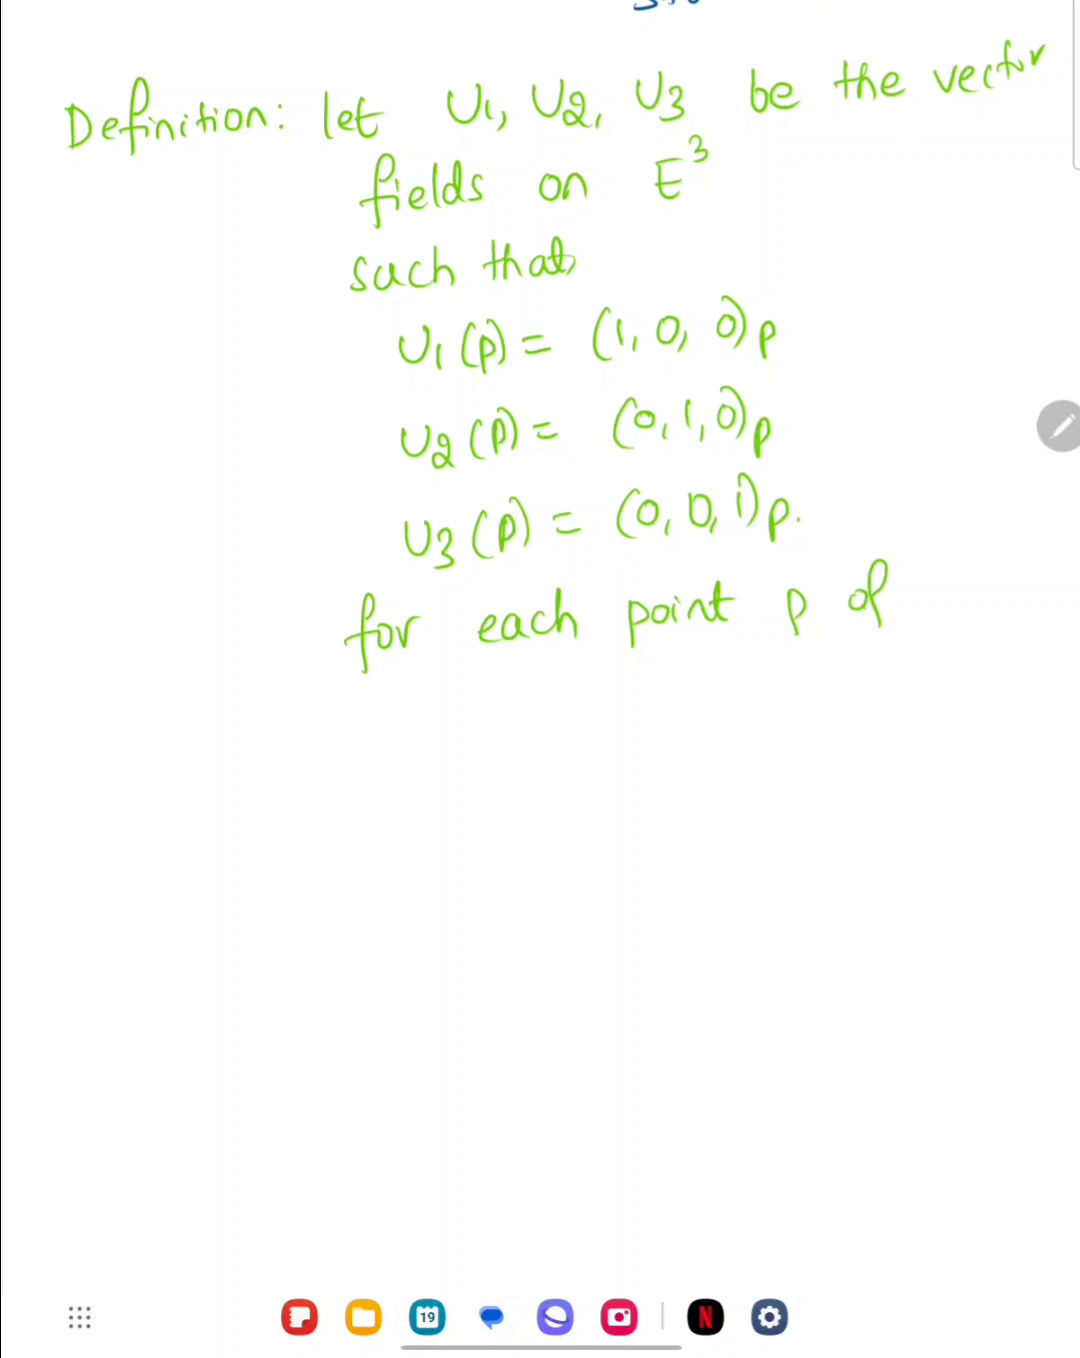 Definition: let U1, U2, U3 be the vector
fields on E³
such that,
U1(p) = (1, 0, 0)p
U2(p) = (0, 1, 0)p
U3(p) = (0, 0, 1)p.
for each point p of
19
N